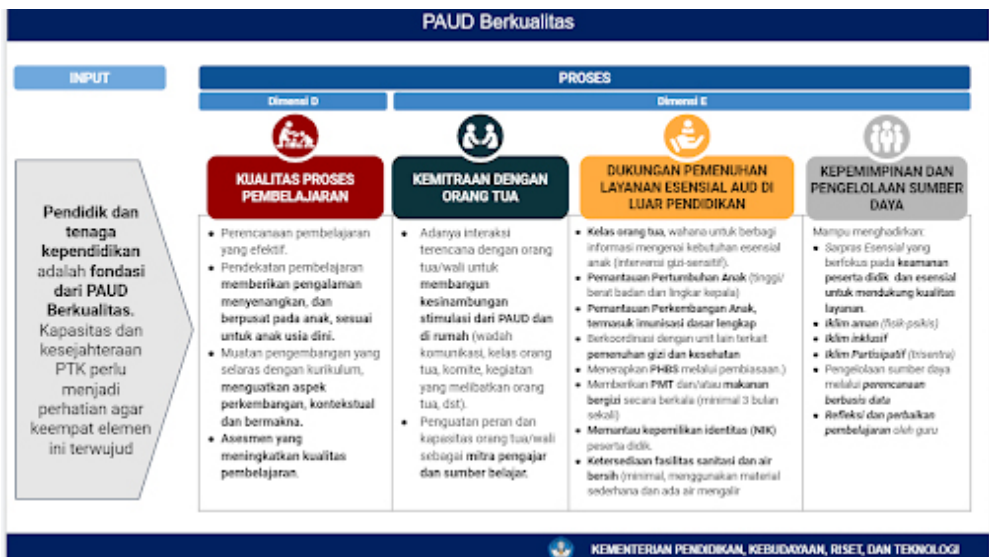 PAUD Berkualitas
INPUT
PROSES
Dimensi D
Dimensi E
Pendidik dan
tenaga
kependidikan
adalah fondasi
dari PAUD
Berkualitas.
Kapasitas dan
kesejahteraan
PTK perlu
menjadi
perhatian agar
keempat elemen
ini terwujud
KUALITAS PROSES
PEMBELAJARAN
• Perencanaan pembelajaran
yang efektif.
• Pendekatan pembelajaran
memberikan pengalaman
menyenangkan, dan
berpusat pada anak, sesuai
untuk anak usia dini.
• Muatan pengembangan yang
selaras dengan kurikulum,
menguatkan aspek
perkembangan, kontekstual
dan bermakna.
• Asesmen yang
meningkatkan kualitas
pembelajaran.
KEMITRAAN DENGAN
ORANG TUA
• Adanya interaksi
terencana dengan orang
tua/wali untuk
membangun
kesinambungan
stimulasi dari PAUD dan
di rumah (wadah
komunikasi, kelas orang
tua, komite, kegiatan
yang melibatkan orang
tua, dst).
• Penguatan peran dan
kapasitas orang tua/wali
sebagai mitra pengajar
dan sumber belajar.
DUKUNGAN PEMENUHAN
LAYANAN ESENSIAL AUD DI
LUAR PENDIDIKAN
• Kelas orang tua, wahana untuk berbagi
informasi mengenai kebutuhan esensial
anak (intervensi gizi-sensitif).
• Pemantauan Pertumbuhan Anak (tinggi/
berat badan dan lingkar kepala)
• Pemantauan Perkembangan Anak,
termasuk imunisasi dasar lengkap
• Berkoordinasi dengan unit lain terkait
pemenuhan gizi dan kesehatan
• Menerapkan PHBS melalui pembiasaan.)
• Memberikan PMT dan/atau makanan
bergizi secara berkala (minimal 3 bulan
sekali)
• Memantau kepemilikan identitas (NIK)
peserta didik.
• Ketersediaan fasilitas sanitasi dan air
bersih (minimal, menggunakan material
sederhana dan ada air mengalir
KEPEMIMPINAN DAN
PENGELOLAAN SUMBER
DAYA
Mampu menghadirkan:
• Sarpras Esensial yang
berfokus pada keamanan
peserta didik dan esensial
untuk mendukung kualitas
layanan.
• Iklim aman (fisik-psikis)
• Iklim inklusif
• Iklim Partisipatif (trisentra)
• Pengelolaan sumber daya
melalui perencanaan
berbasis data
• Refleksi dan perbaikan
pembelajaran oleh guru
KEMENTERIAN PENDIDIKAN, KEBUDAYAAN, RISET, DAN TEKNOLOGI